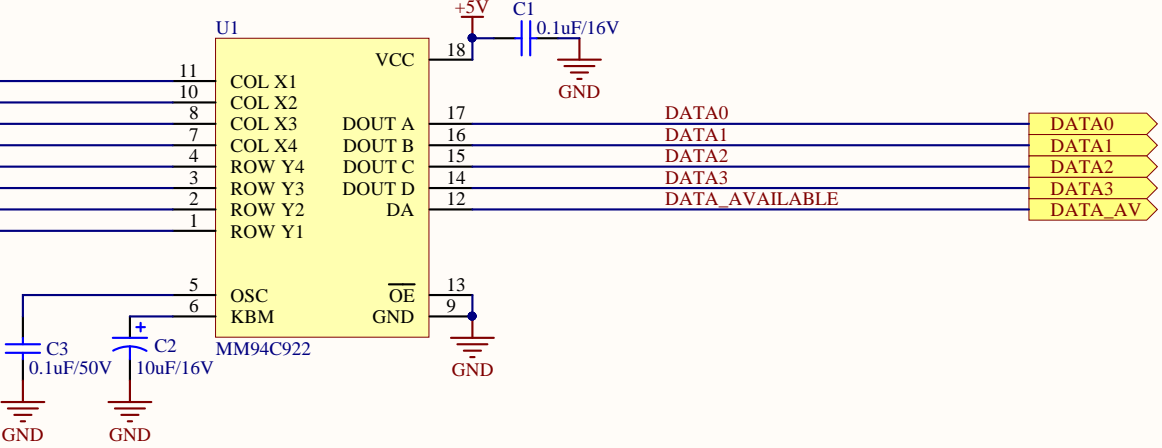 +5V
C1
0.1uF/16V
GND
U1
18
VCC
11
COL X1
10
COL X2
8
COL X3
7
COL X4
4
ROW Y4
3
ROW Y3
2
ROW Y2
1
ROW Y1
5
OSC
6
KBM
DOUT A
17
DATA0
DATA0
DOUT B
16
DATA1
DATA1
DOUT C
15
DATA2
DATA2
DOUT D
14
DATA3
DATA3
DA
12
DATA_AVAILABLE
DATA_AV
OE
13
GND
9
GND
MM94C922
C3
0.1uF/50V
GND
C2
+
10uF/16V
GND